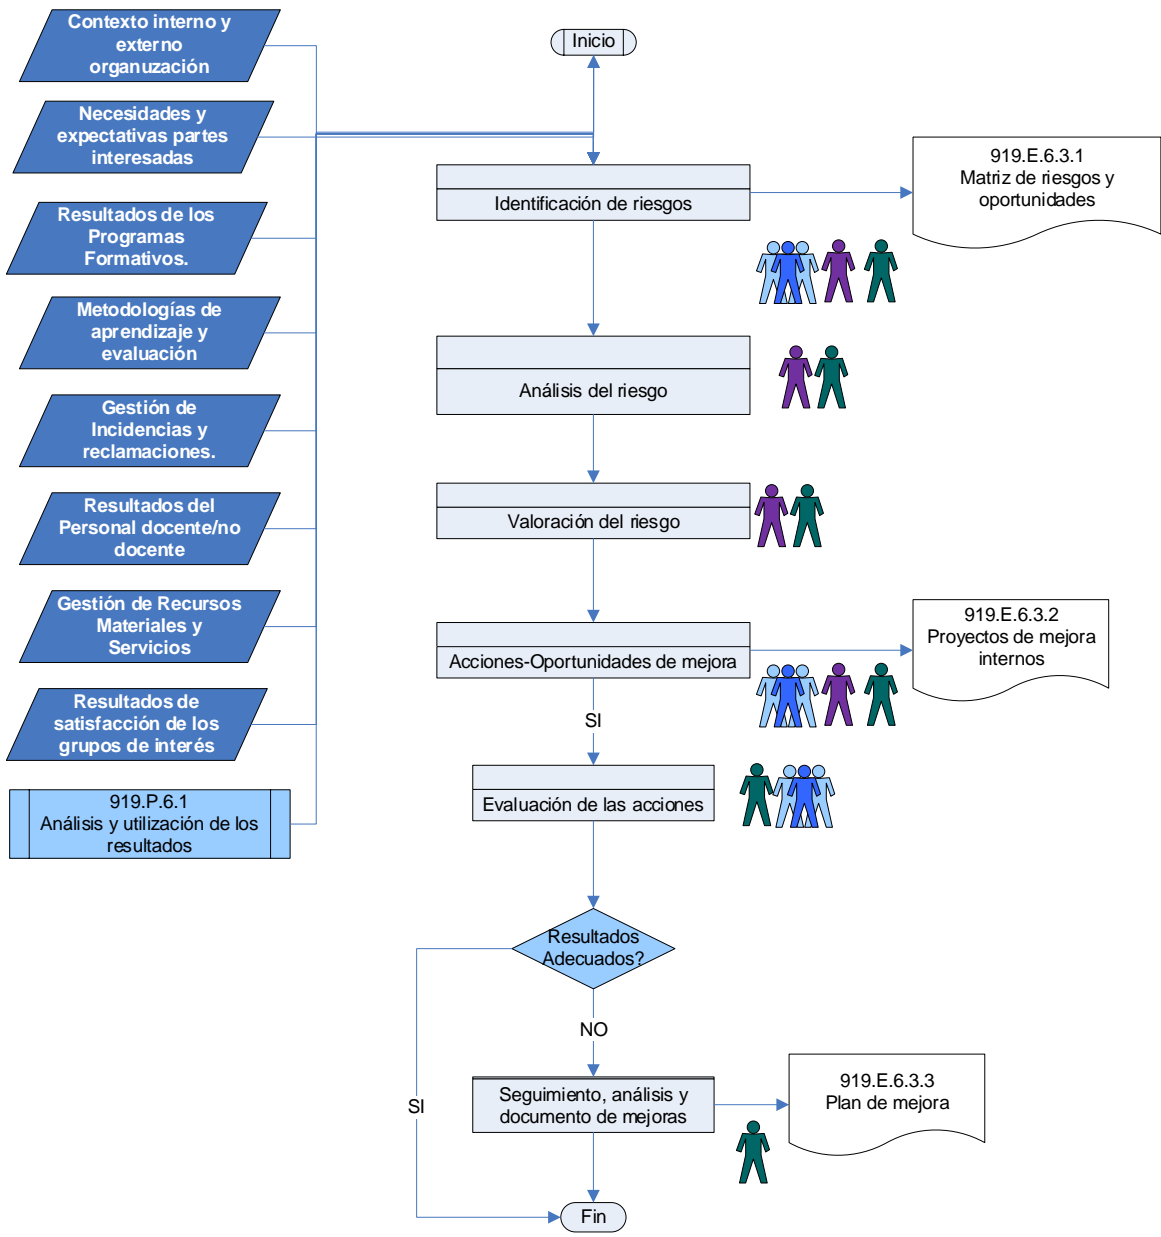 Contexto interno y
externo
organuzación
Necesidades y
expectativas partes
interesadas
Resultados de los
Programas
Formativos.
Metodologías de
aprendizaje y
evaluación
Gestión de
Incidencias y
reclamaciones.
Resultados del
Personal docente/no
docente
Gestión de Recursos
Materiales y
Servicios
Resultados de
satisfacción de los
grupos de interés
919.P.6.1
Análisis y utilización de los
resultados
Inicio
Identificación de riesgos
919.E.6.3.1
Matriz de riesgos y
oportunidades
Análisis del riesgo
Valoración del riesgo
Acciones-Oportunidades de mejora
919.E.6.3.2
Proyectos de mejora
internos
SI
Evaluación de las acciones
Resultados
Adecuados?
NO
SI
Seguimiento, análisis y
documento de mejoras
919.E.6.3.3
Plan de mejora
Fin